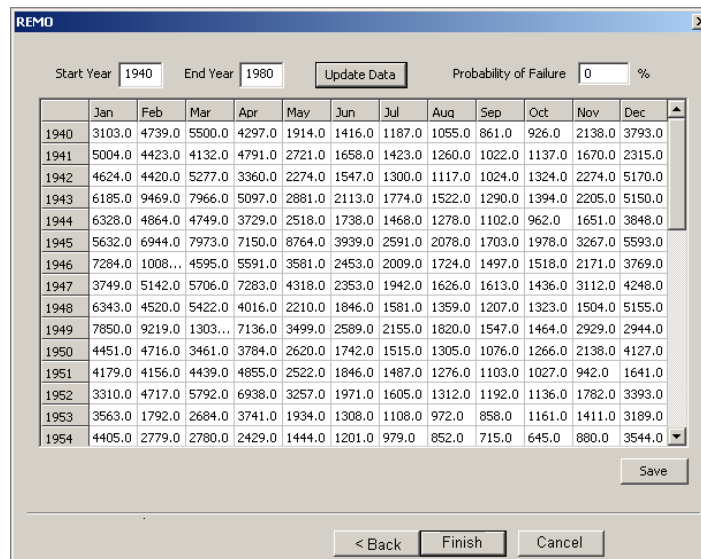 REMO
Start Year 1940 End Year 1980 Update Data Probability of Failure 0 %
Jan Feb Mar Apr May Jun Jul Aug Sep Oct Nov Dec
1940 3103.0 4739.0 5500.0 4297.0 1914.0 1416.0 1187.0 1055.0 861.0 926.0 2138.0 3793.0
1941 5004.0 4423.0 4132.0 4791.0 2721.0 1658.0 1423.0 1260.0 1022.0 1137.0 1670.0 2315.0
1942 4624.0 4420.0 5277.0 3360.0 2274.0 1547.0 1300.0 1117.0 1024.0 1324.0 2274.0 5170.0
1943 6185.0 9469.0 7966.0 5097.0 2881.0 2113.0 1774.0 1522.0 1290.0 1394.0 2205.0 5150.0
1944 6328.0 4864.0 4749.0 3729.0 2518.0 1738.0 1468.0 1278.0 1102.0 962.0 1651.0 3848.0
1945 5632.0 6944.0 7973.0 7150.0 8764.0 3939.0 2591.0 2078.0 1703.0 1978.0 3267.0 5593.0
1946 7284.0 1008... 4595.0 5591.0 3581.0 2453.0 2009.0 1724.0 1497.0 1518.0 2171.0 3769.0
1947 3749.0 5142.0 5706.0 7283.0 4318.0 2353.0 1942.0 1626.0 1613.0 1436.0 3112.0 4248.0
1948 6343.0 4520.0 5422.0 4016.0 2210.0 1846.0 1581.0 1359.0 1207.0 1323.0 1504.0 5155.0
1949 7850.0 9219.0 1303... 7136.0 3499.0 2589.0 2155.0 1820.0 1547.0 1464.0 2929.0 2944.0
1950 4451.0 4716.0 3461.0 3784.0 2620.0 1742.0 1515.0 1305.0 1076.0 1266.0 2138.0 4127.0
1951 4179.0 4156.0 4439.0 4855.0 2522.0 1846.0 1487.0 1276.0 1103.0 1027.0 942.0 1641.0
1952 3310.0 4717.0 5792.0 6938.0 3257.0 1971.0 1605.0 1312.0 1192.0 1136.0 1782.0 3393.0
1953 3563.0 1792.0 2684.0 3741.0 1934.0 1308.0 1108.0 972.0 858.0 1161.0 1411.0 3189.0
1954 4405.0 2779.0 2780.0 2429.0 1444.0 1201.0 979.0 852.0 715.0 645.0 880.0 3544.0
Save
< Back Finish Cancel